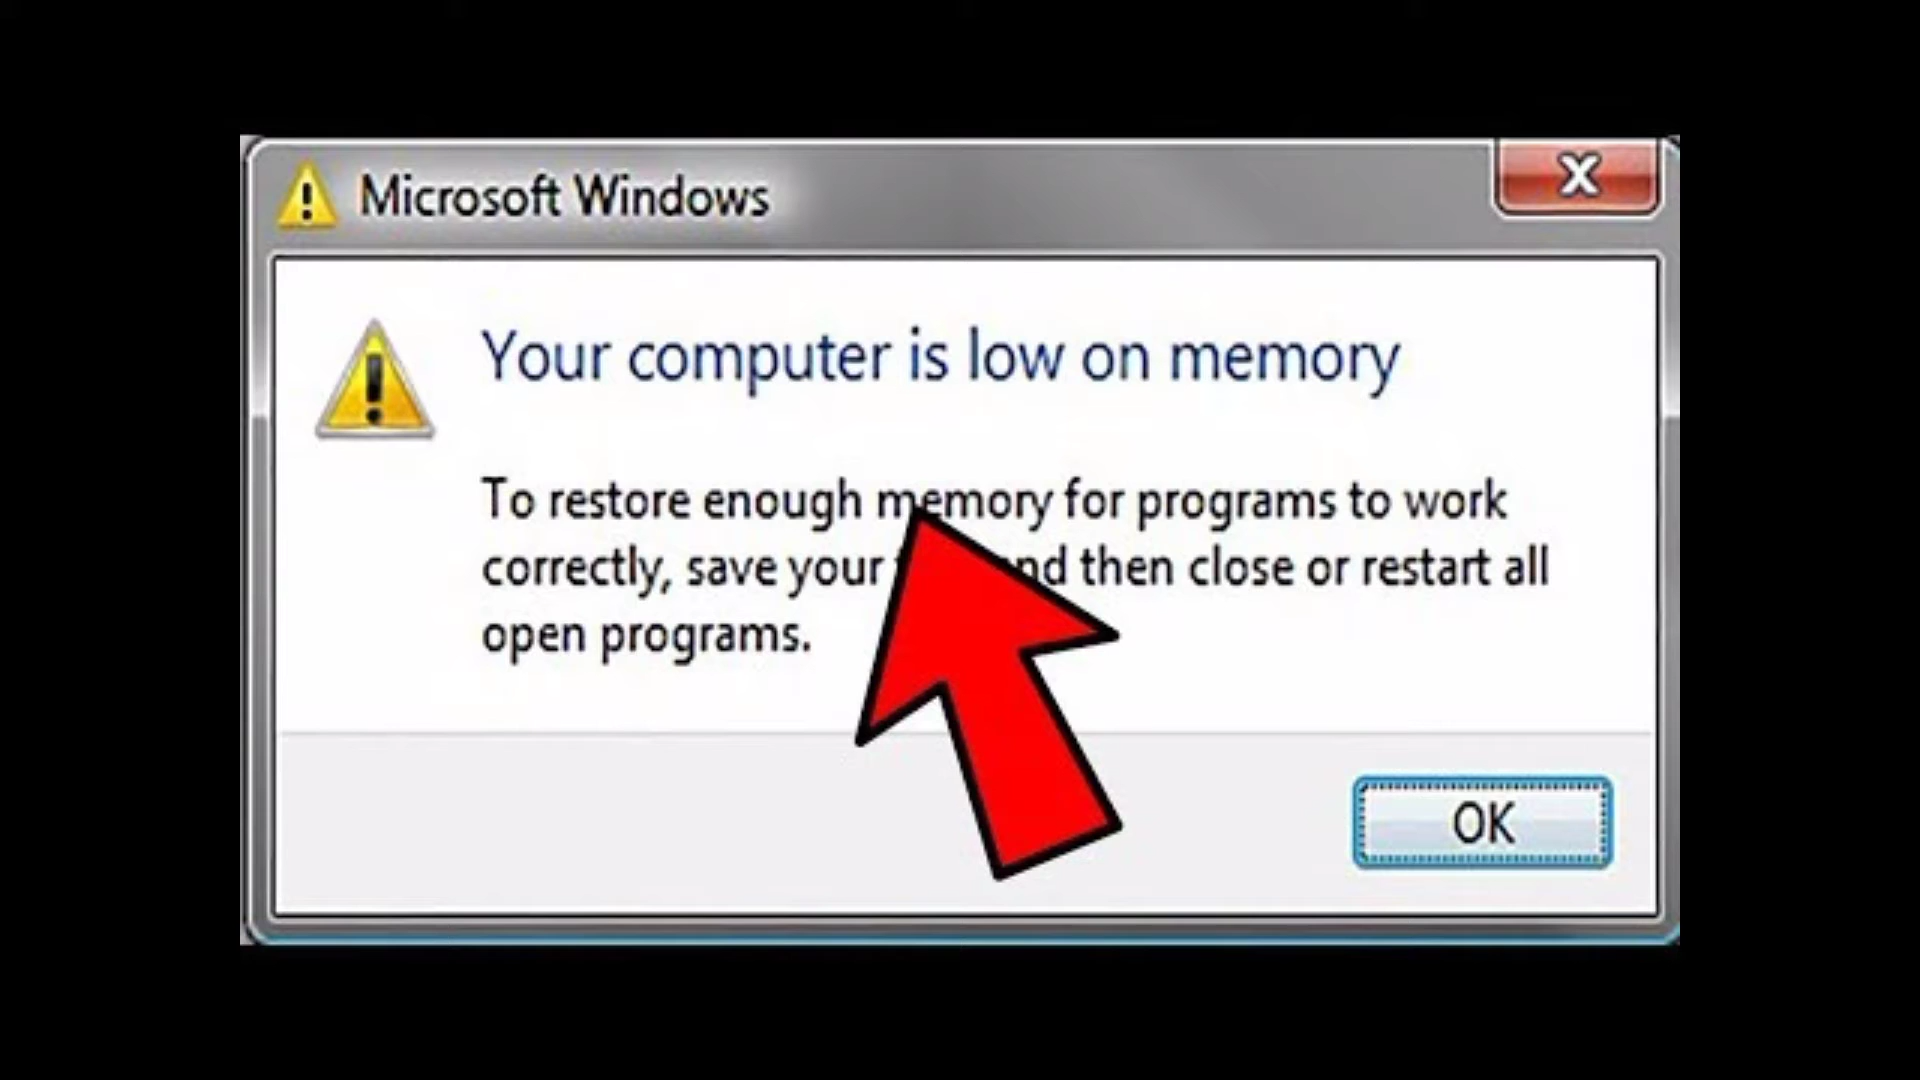 Microsoft Windows
X
Your computer is low on memory
To restore enough memory for programs to work
correctly, save your and then close or restart all
open programs.
OK